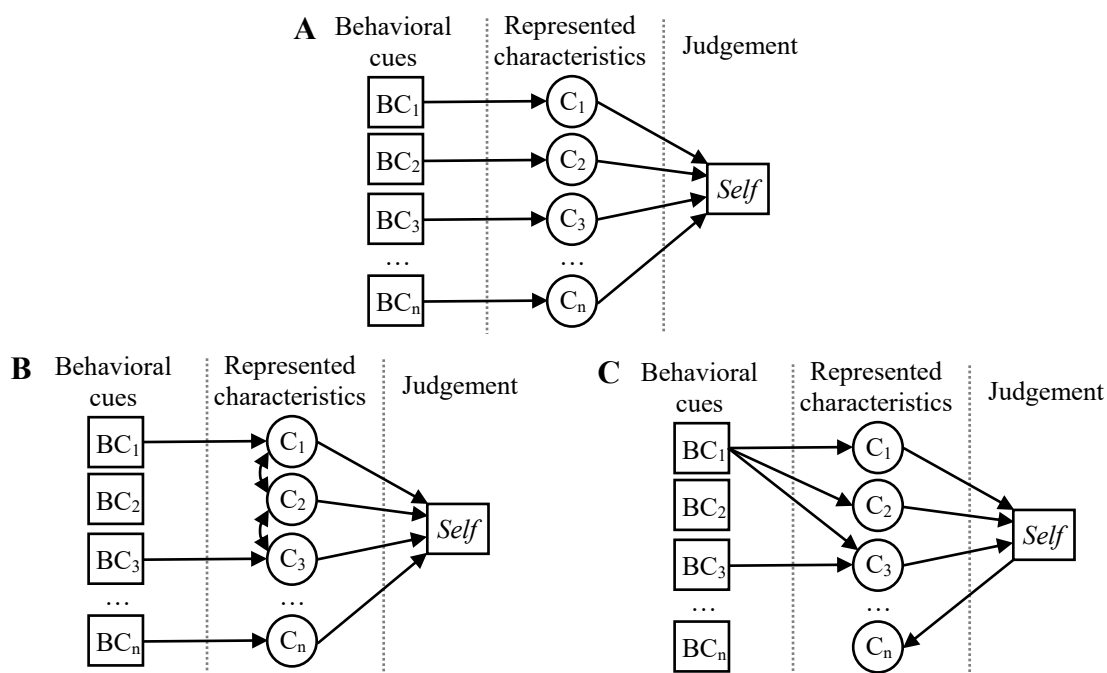 A
Behavioral
cues
Represented
characteristics
Judgement
BC1
C1
BC2
C2
Self
BC3
C3
…
…
BCn
Cn
B
Behavioral
cues
Represented
characteristics
Judgement
BC1
C1
BC2
C2
Self
BC3
C3
…
…
BCn
Cn
C
Behavioral
cues
Represented
characteristics
Judgement
BC1
C1
BC2
C2
Self
BC3
C3
…
…
BCn
Cn